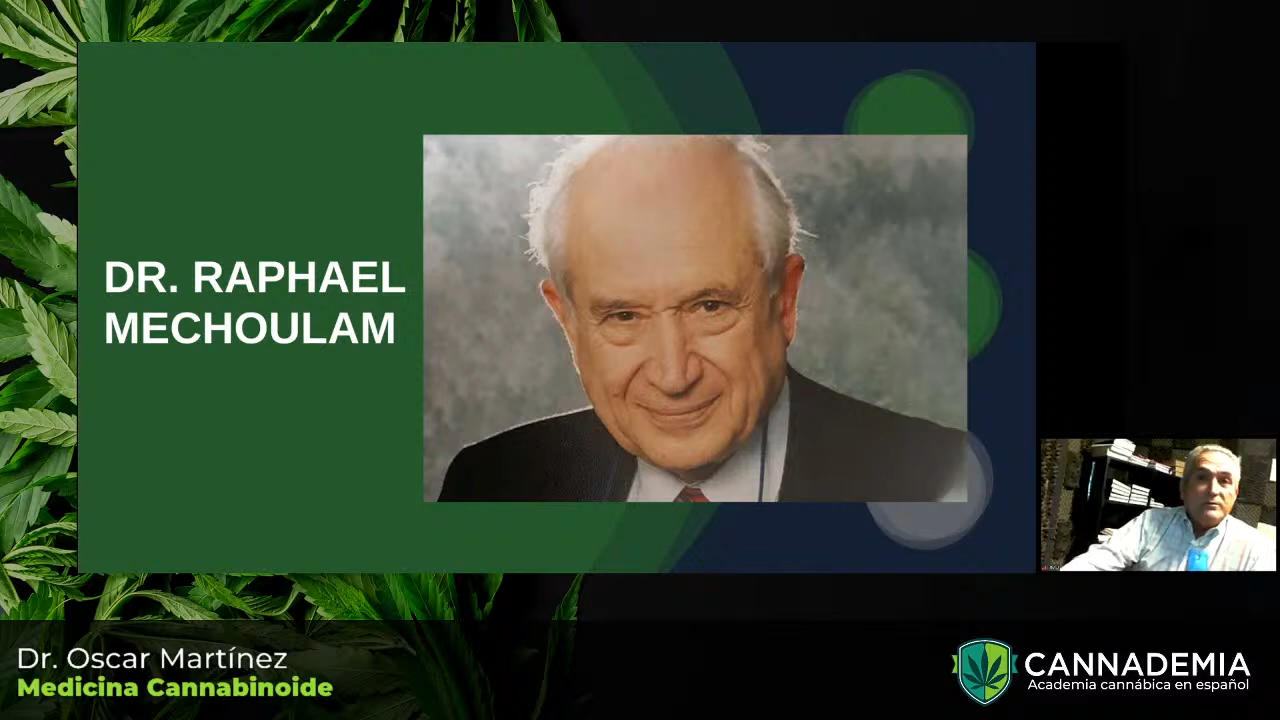 DR. RAPHAEL
MECHOULAM
Dr. Oscar Martínez
Medicina Cannabinoide
CANNADEMIA
Academia cannábica en español